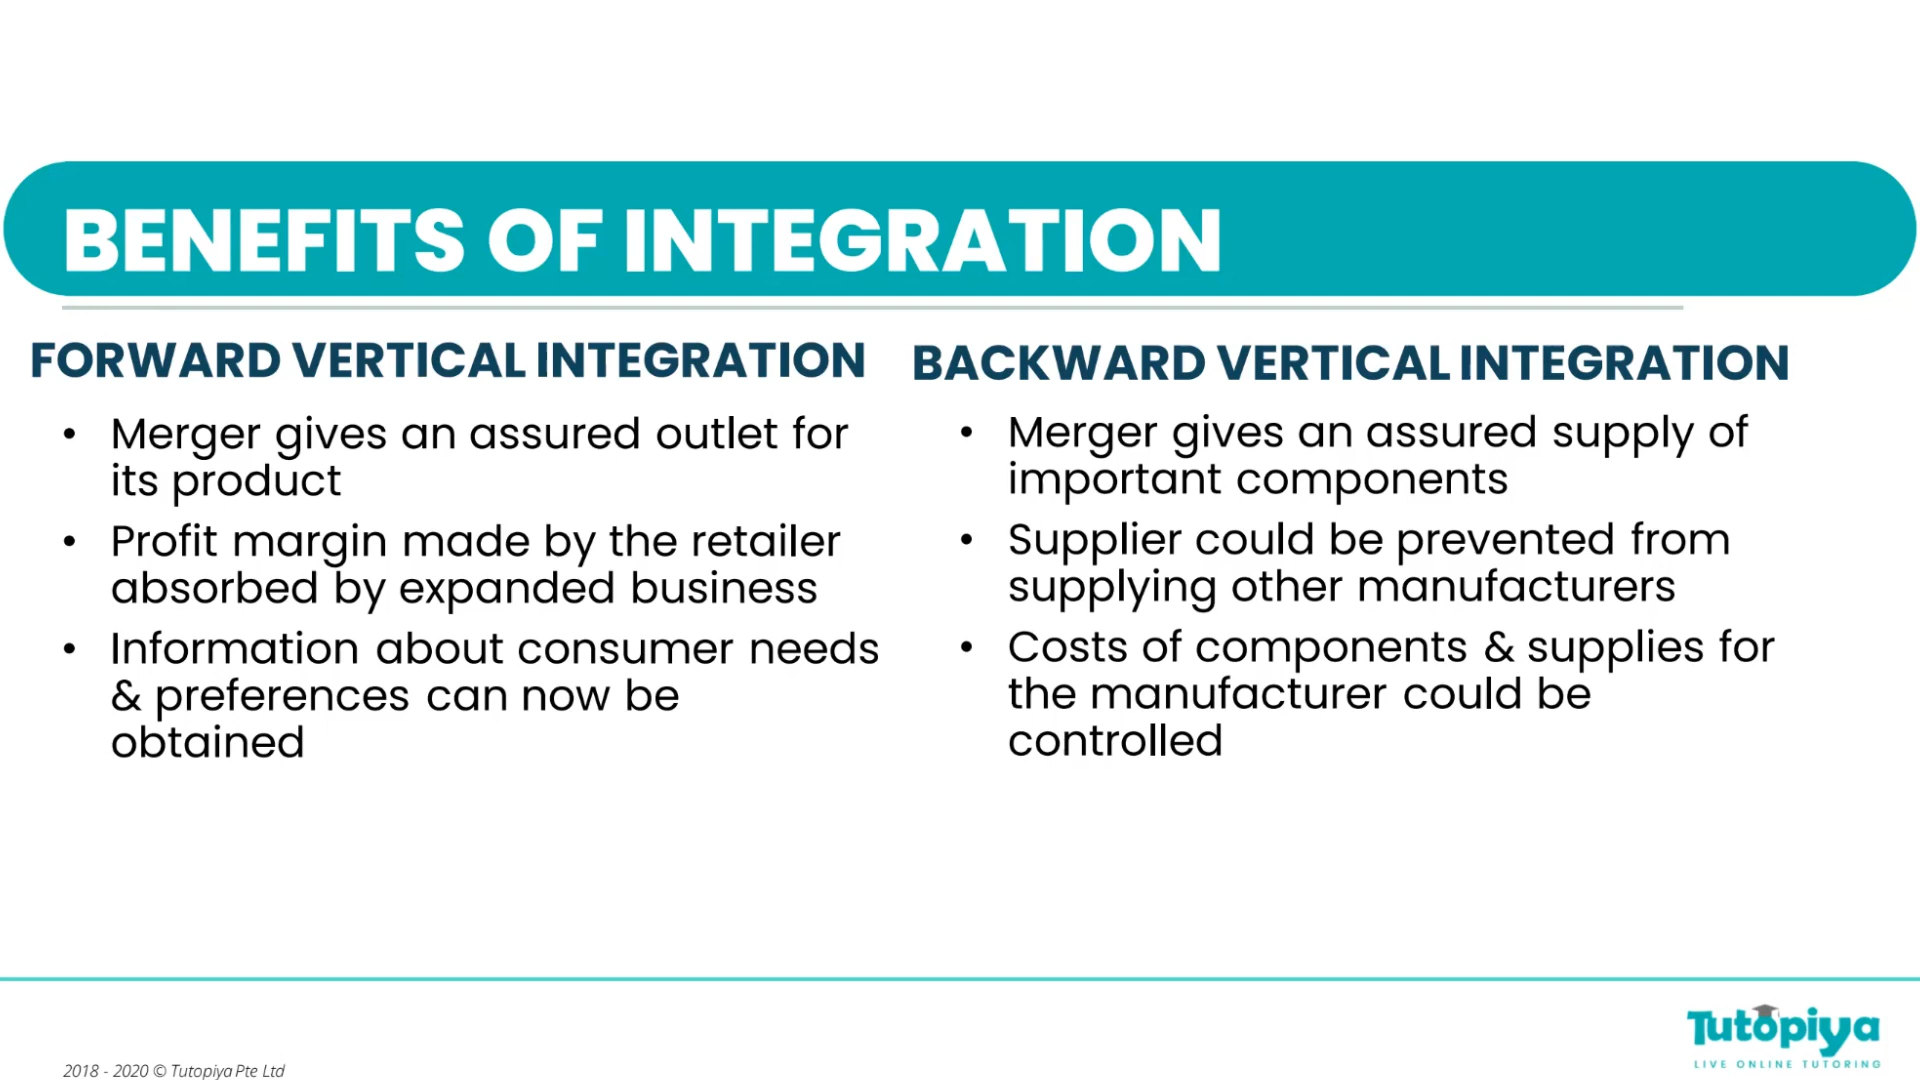 BENEFITS OF INTEGRATION
FORWARD VERTICAL INTEGRATION
• Merger gives an assured outlet for
its product
• Profit margin made by the retailer
absorbed by expanded business
• Information about consumer needs
& preferences can now be
obtained
BACKWARD VERTICAL INTEGRATION
• Merger gives an assured supply of
important components
• Supplier could be prevented from
supplying other manufacturers
• Costs of components & supplies for
the manufacturer could be
controlled
2018 - 2020 © Tutopiya Pte Ltd
Tutopiya
LIVE ONLINE TUTORING